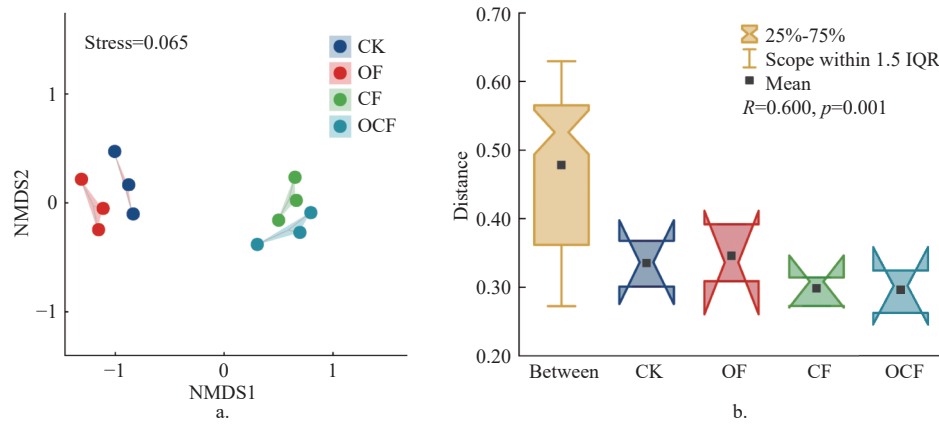 Stress=0.065
CK
OF
CF
OCF
1
0
−1
NMDS2
−1
0
1
NMDS1
a.
0.70
0.60
0.50
0.40
0.30
0.20
Distance
25%-75%
Scope within 1.5 IQR
Mean
R=0.600, p=0.001
Between
CK
OF
CF
OCF
b.